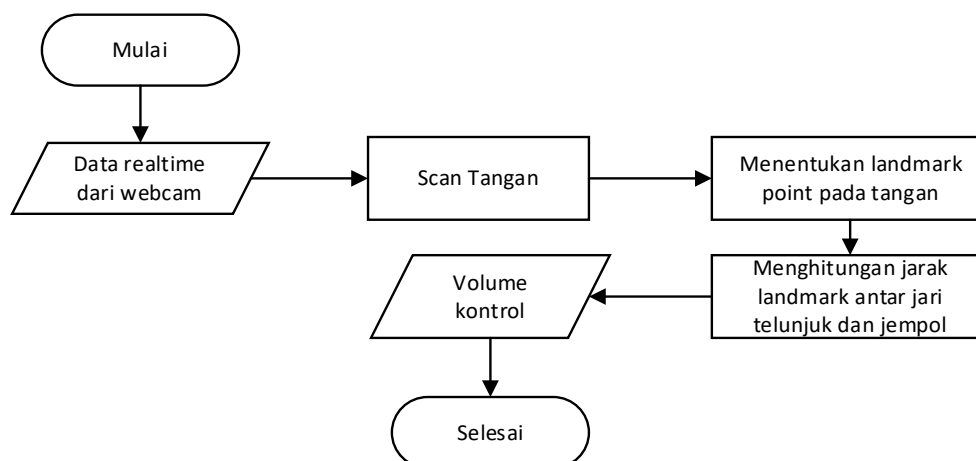 Mulai
Data realtime
dari webcam
Scan Tangan
Menentukan landmark
point pada tangan
Menghitungan jarak
landmark antar jari
telunjuk dan jempol
Volume
kontrol
Selesai